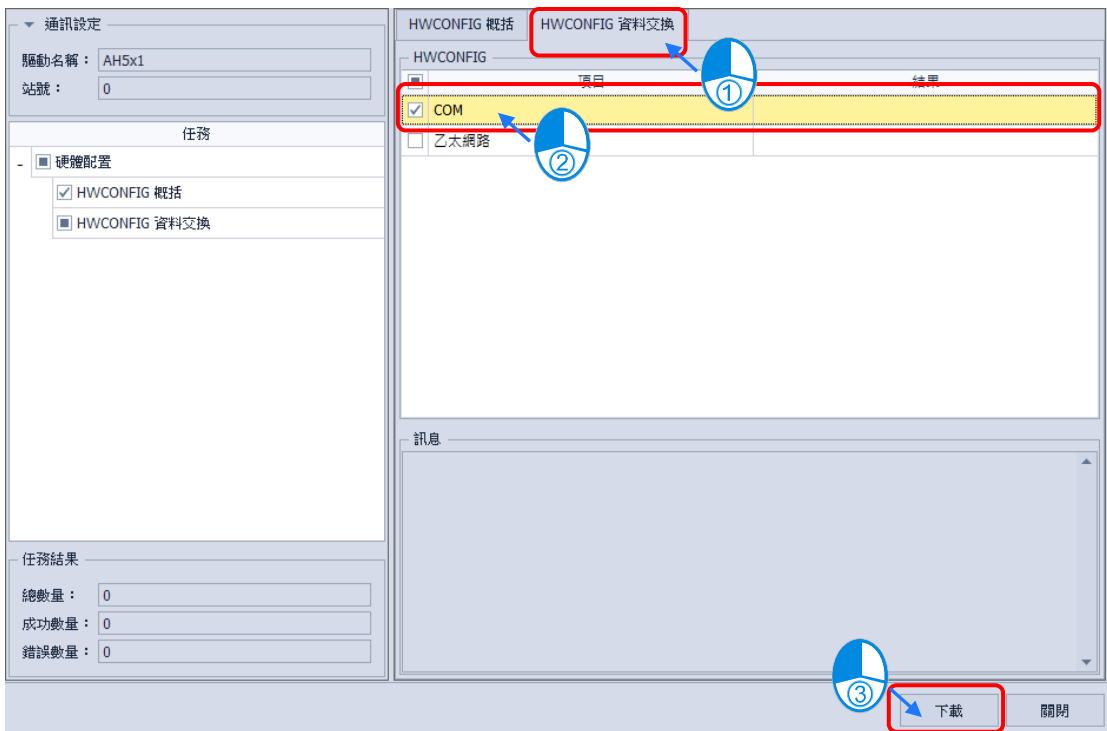 通訊設定
驅動名稱： AH5x1
站號： 0
任務
- 硬體配置
HWCONFIG 概括
HWCONFIG 資料交換
任務結果
總數量： 0
成功數量： 0
錯誤數量： 0
HWCONFIG 概括 HWCONFIG 資料交換
①
HWCONFIG
項目 結果
COM
②
乙太網路
訊息
③
下載 關閉